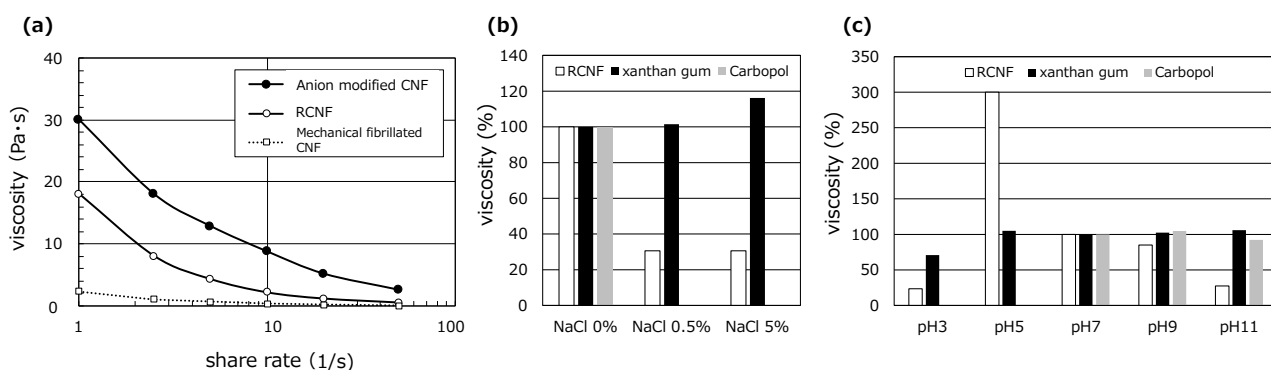 (a)
viscosity (Pa・s)
40
30
20
10
0
Anion modified CNF
RCNF
Mechanical fibrillated
CNF
1
10
100
share rate (1/s)
(b)
viscosity (%)
140
120
100
80
60
40
20
0
RCNF xanthan gum Carbopol
NaCl 0% NaCl 0.5% NaCl 5%
(c)
viscosity (%)
350
300
250
200
150
100
50
0
RCNF xanthan gum Carbopol
pH3 pH5 pH7 pH9 pH11